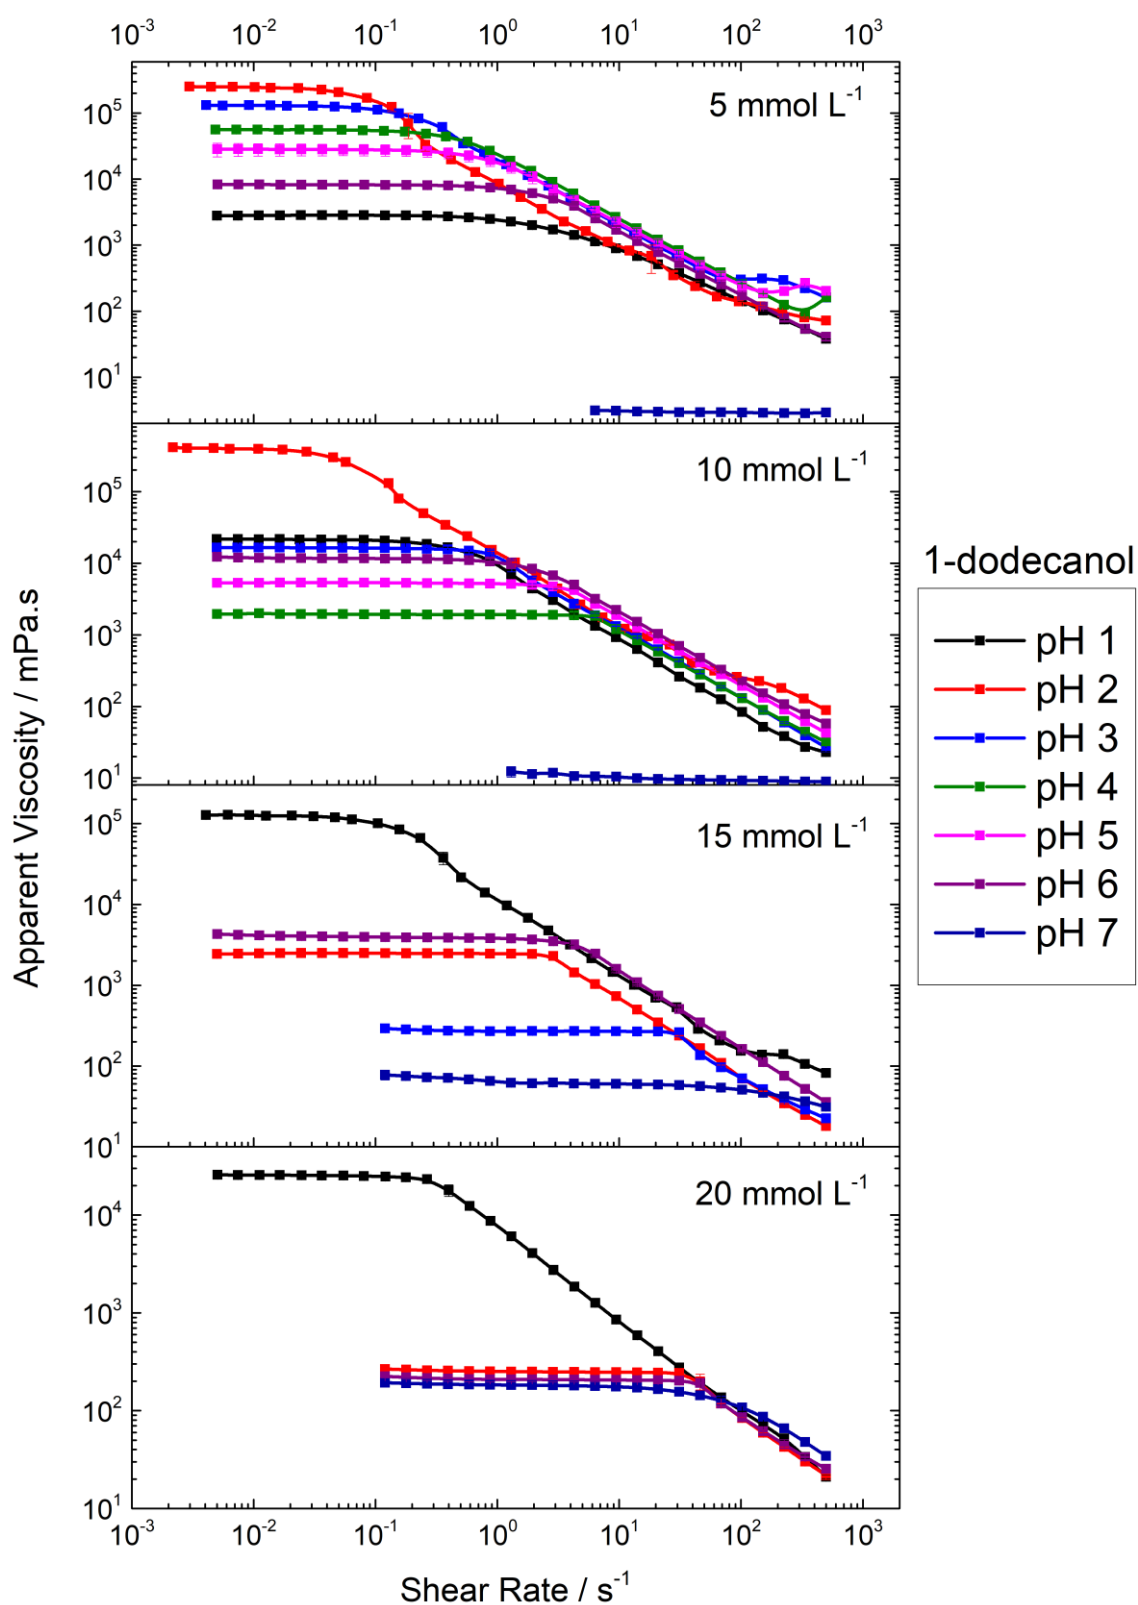 10⁻³ 10⁻² 10⁻¹ 10⁰ 10¹ 10² 10³
5 mmol L⁻¹
10⁵
10⁴
10³
10²
10¹
10 mmol L⁻¹
10⁵
10⁴
10³
10²
10¹
15 mmol L⁻¹
10⁵
10⁴
10³
10²
10¹
20 mmol L⁻¹
10⁴
10³
10²
10¹
10⁻³ 10⁻² 10⁻¹ 10⁰ 10¹ 10² 10³
Shear Rate / s⁻¹
Apparent Viscosity / mPa.s
1-dodecanol
pH 1
pH 2
pH 3
pH 4
pH 5
pH 6
pH 7